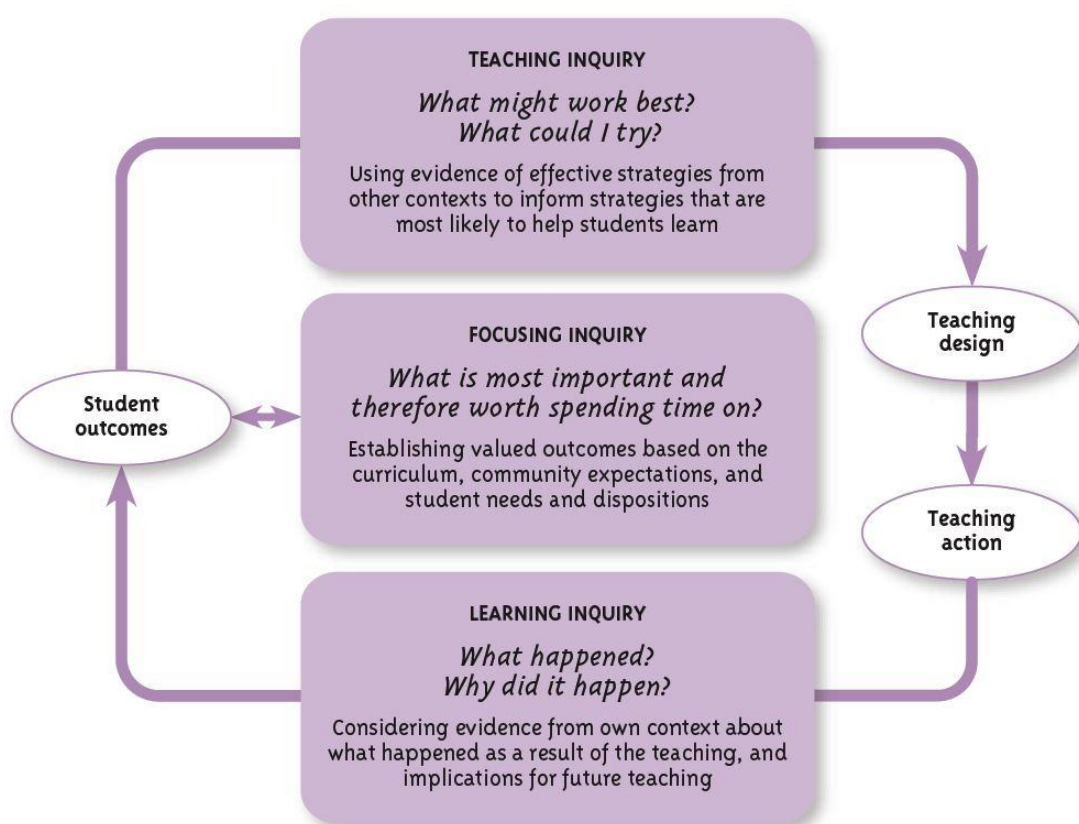 TEACHING INQUIRY
What might work best?
What could I try?
Using evidence of effective strategies from
other contexts to inform strategies that are
most likely to help students learn
Teaching
design
FOCUSING INQUIRY
What is most important and
therefore worth spending time on?
Establishing valued outcomes based on the
curriculum, community expectations, and
student needs and dispositions
Student
outcomes
Teaching
action
LEARNING INQUIRY
What happened?
Why did it happen?
Considering evidence from own context about
what happened as a result of the teaching, and
implications for future teaching